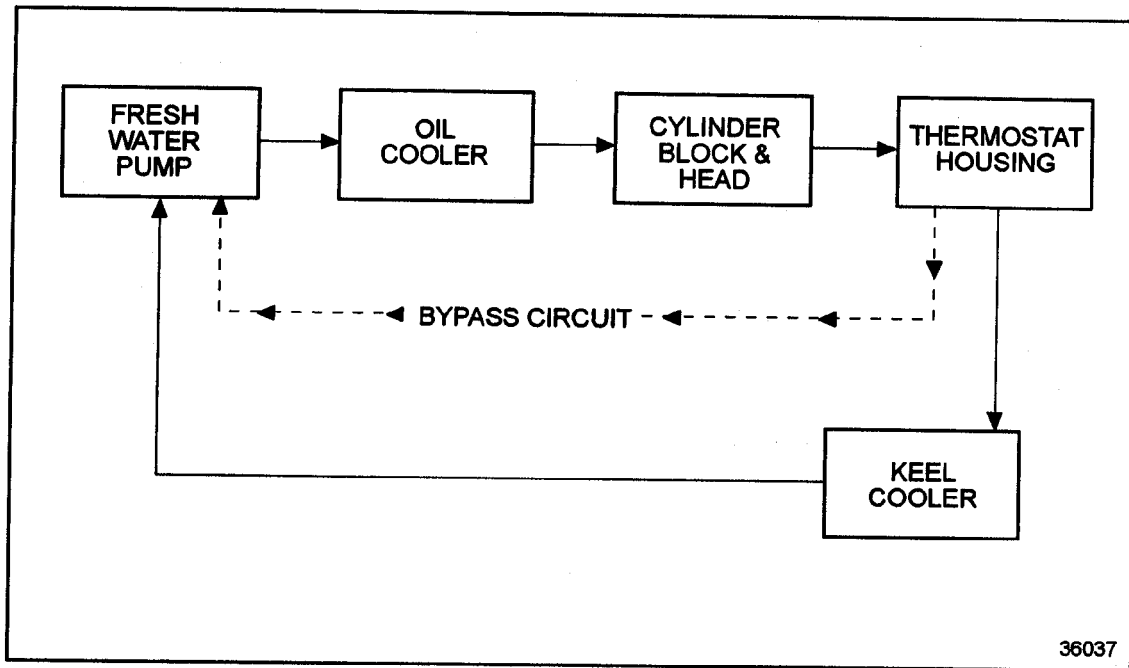 FRESH
WATER
PUMP
OIL
COOLER
CYLINDER
BLOCK &
HEAD
THERMOSTAT
HOUSING
BYPASS CIRCUIT
KEEL
COOLER
36037